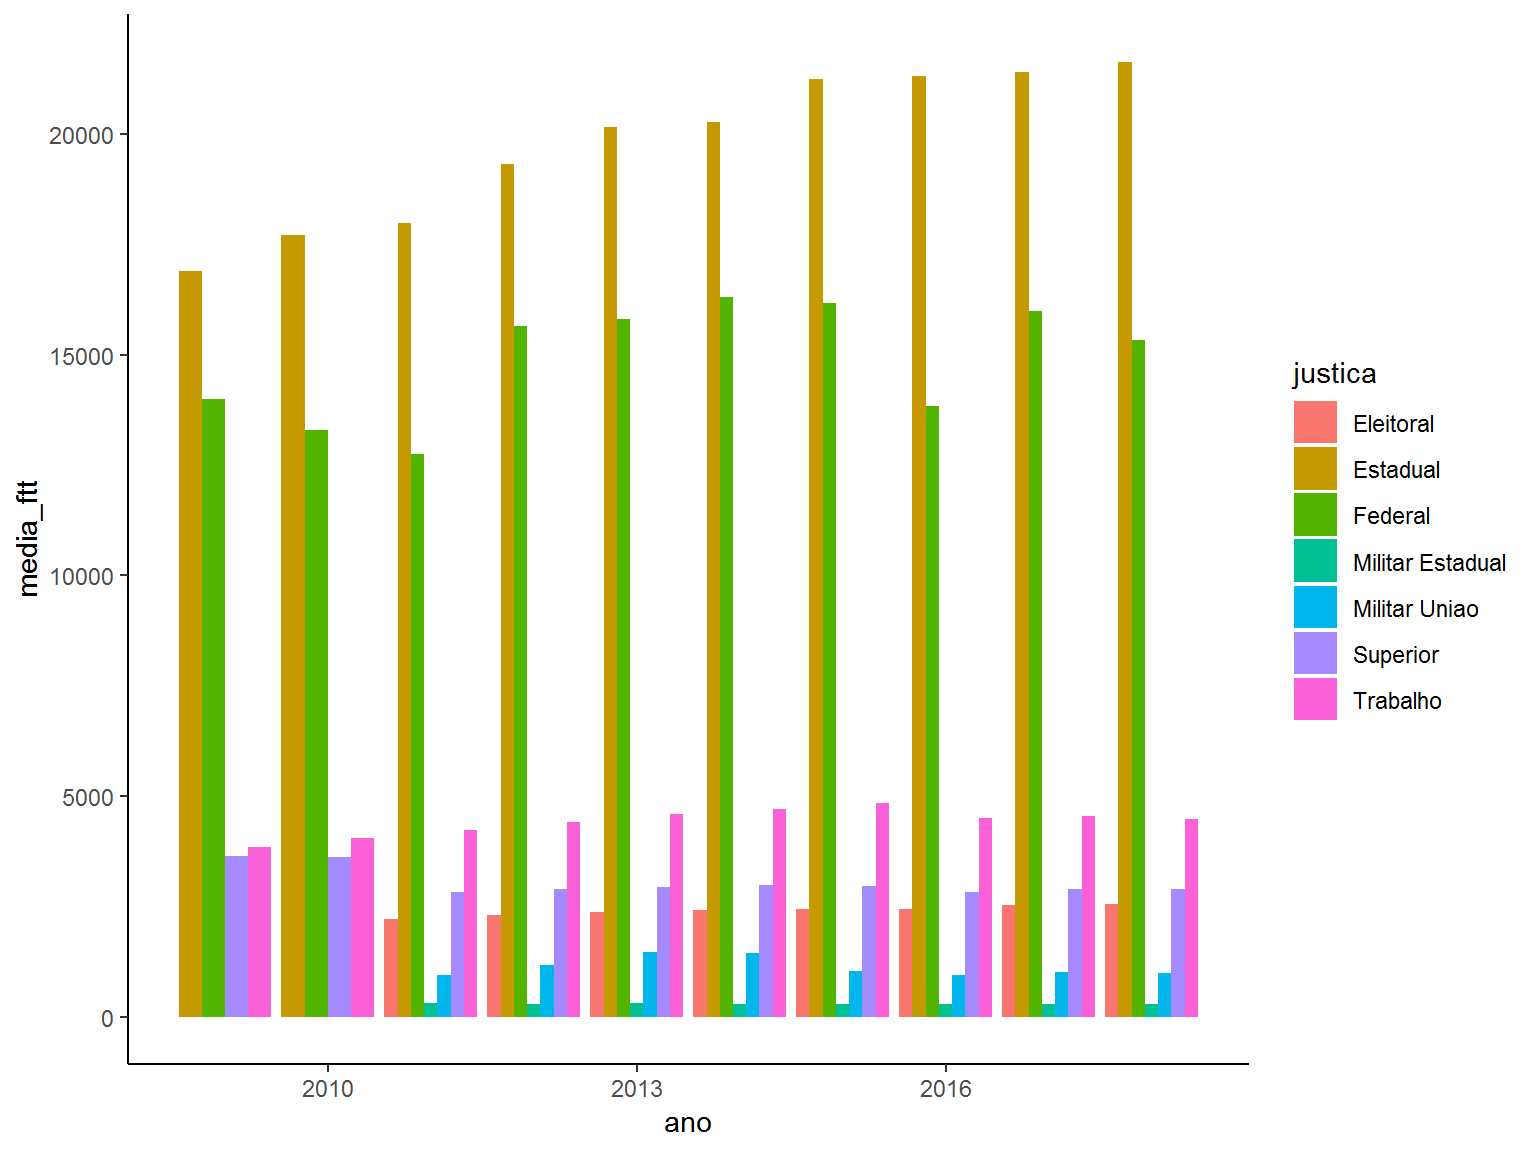 20000
15000
10000
5000
0
media_ftt
2010
2013
2016
ano
justica
Eleitoral
Estadual
Federal
Militar Estadual
Militar Uniao
Superior
Trabalho